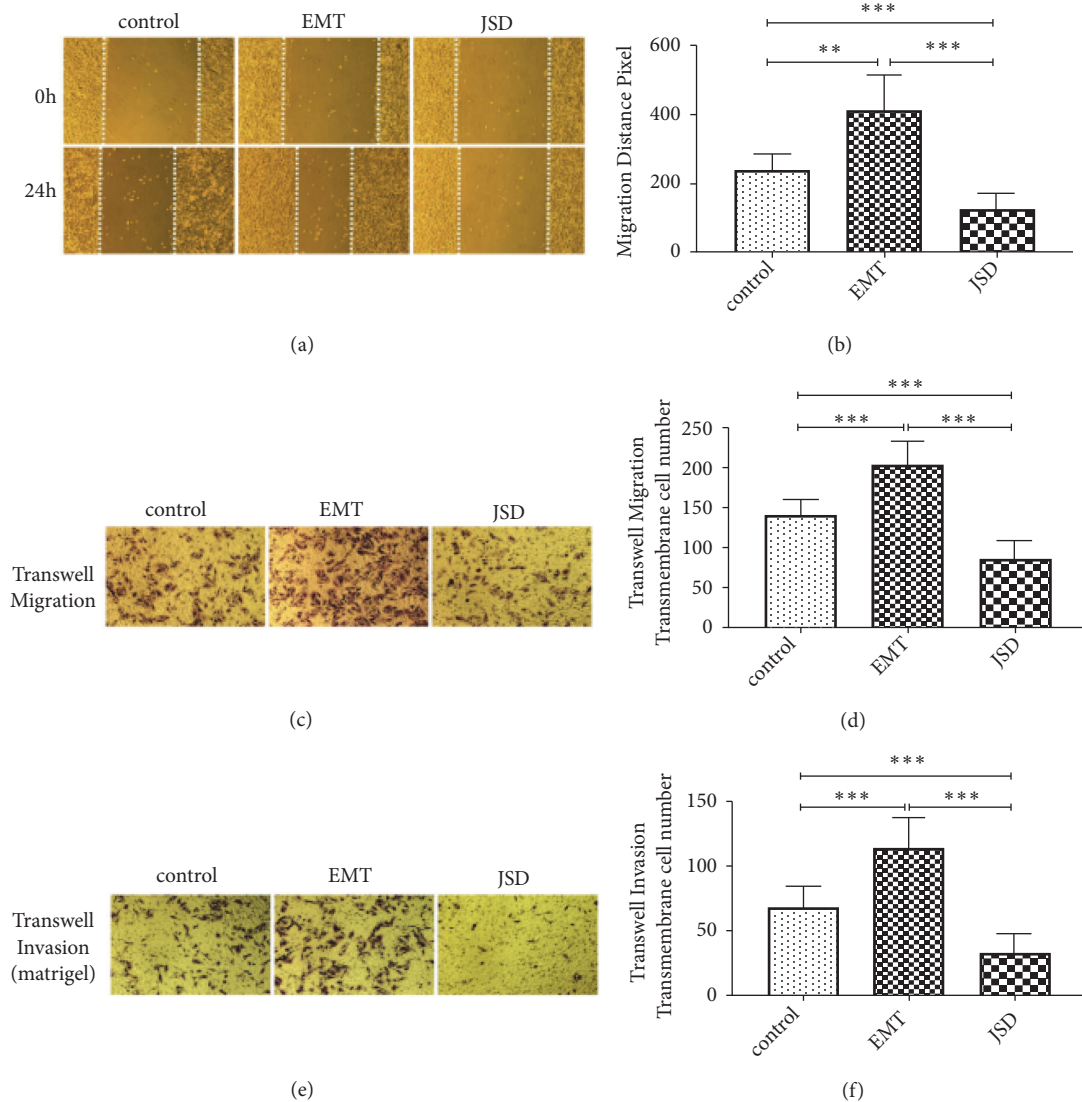 control EMT JSD
0h
24h
(a)
***
** ***
600
400
200
0
Migration Distance Pixel
control EMT JSD
(b)
control EMT JSD
Transwell
Migration
(c)
***
*** ***
250
200
150
100
50
0
Transwell Migration
Transmembrane cell number
control EMT JSD
(d)
control EMT JSD
Transwell
Invasion
(matrigel)
(e)
***
*** ***
150
100
50
0
Transwell Invasion
Transmembrane cell number
control EMT JSD
(f)